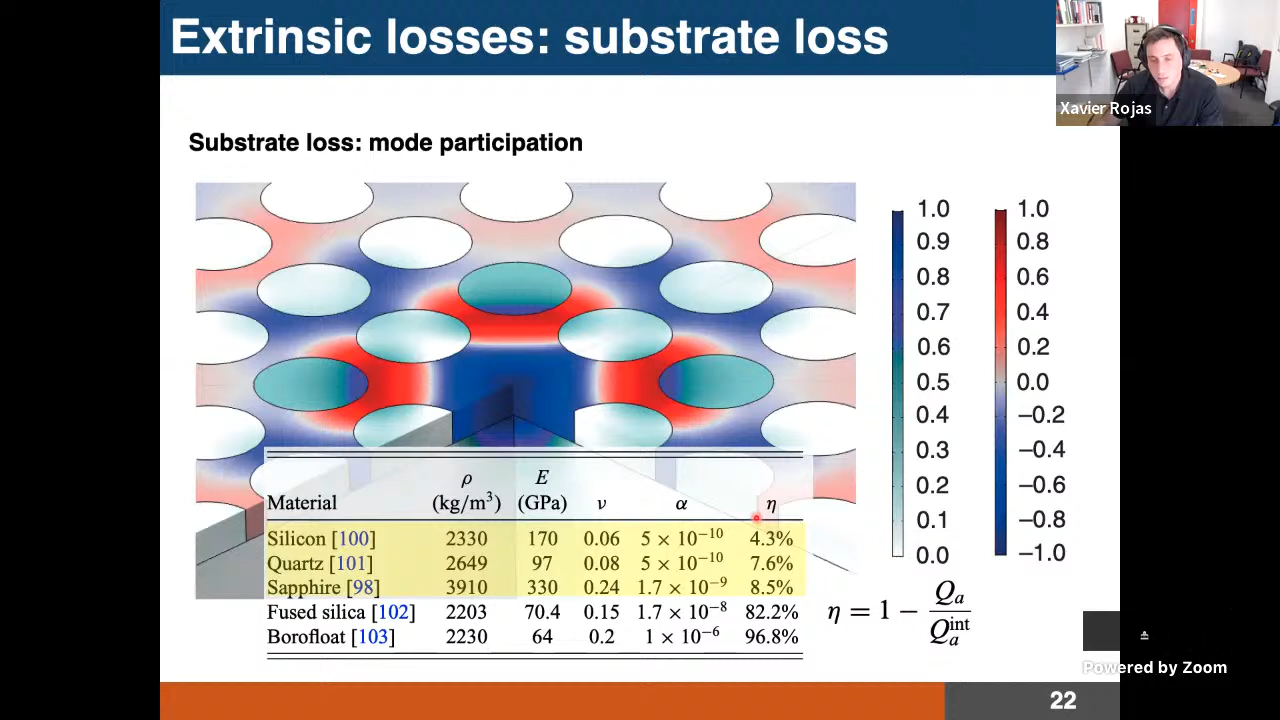 Extrinsic losses: substrate loss
Xavier Rojas
Substrate loss: mode participation
1.0
0.9
0.8
0.7
0.6
0.5
0.4
0.3
0.2
0.1
0.0
1.0
0.8
0.6
0.4
0.2
0.0
−0.2
−0.4
−0.6
−0.8
−1.0
ρ E
Material (kg/m³) (GPa) ν α η
Silicon [100] 2330 170 0.06 5 × 10⁻¹⁰ 4.3%
Quartz [101] 2649 97 0.08 5 × 10⁻¹⁰ 7.6%
Sapphire [98] 3910 330 0.24 1.7 × 10⁻⁹ 8.5%
Fused silica [102] 2203 70.4 0.15 1.7 × 10⁻⁸ 82.2%
Borofloat [103] 2230 64 0.2 1 × 10⁻⁶ 96.8%
η = 1 − Qₐ / Qₐ^int
Powered by Zoom
22